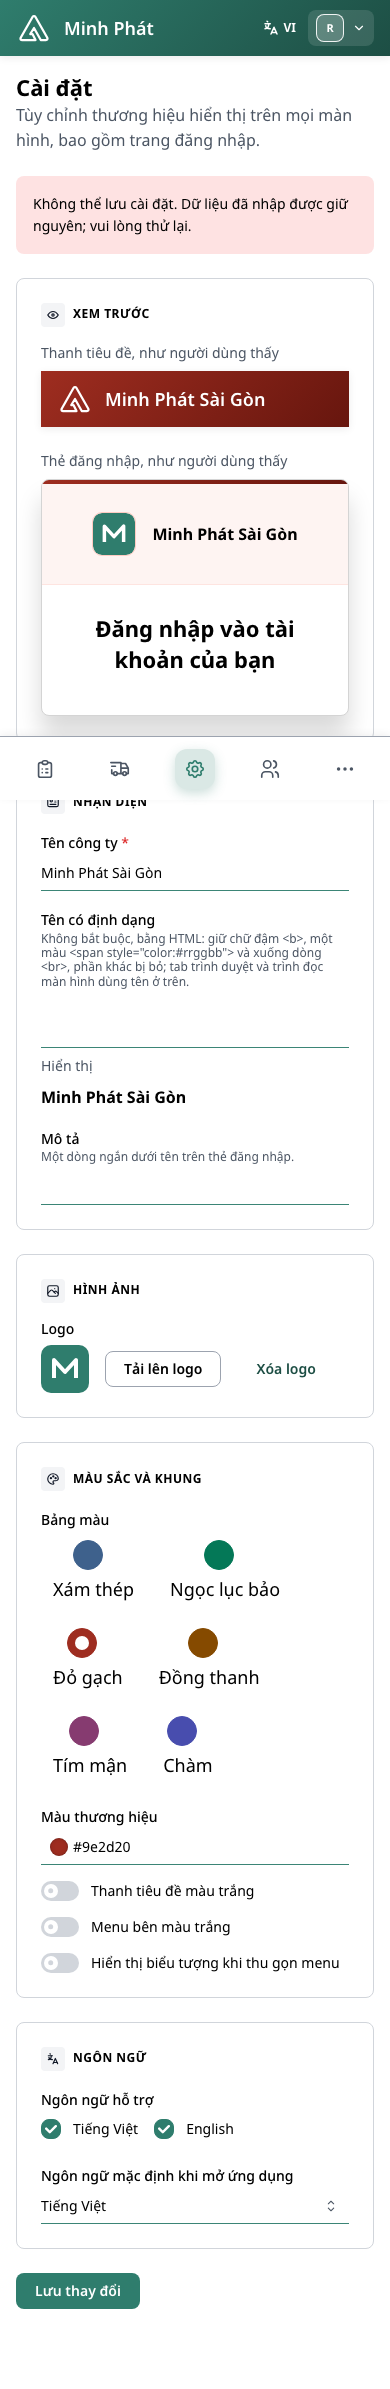 Minh Phát
VI
R
Cài đặt
Tùy chỉnh thương hiệu hiển thị trên mọi màn
hình, bao gồm trang đăng nhập.
Không thể lưu cài đặt. Dữ liệu đã nhập được giữ
nguyên; vui lòng thử lại.
XEM TRƯỚC
Thanh tiêu đề, như người dùng thấy
Minh Phát Sài Gòn
Thẻ đăng nhập, như người dùng thấy
Minh Phát Sài Gòn
Đăng nhập vào tài
khoản của bạn
NHẬN DIỆN
Tên công ty *
Minh Phát Sài Gòn
Tên có định dạng
Không bắt buộc, bằng HTML: giữ chữ đậm <b>, một
màu <span style="color:#rrggbb"> và xuống dòng
<br>, phần khác bị bỏ; tab trình duyệt và trình đọc
màn hình dùng tên ở trên.
Hiển thị
Minh Phát Sài Gòn
Mô tả
Một dòng ngắn dưới tên trên thẻ đăng nhập.
HÌNH ẢNH
Logo
Tải lên logo
Xóa logo
MÀU SẮC VÀ KHUNG
Bảng màu
Xám thép
Ngọc lục bảo
Đỏ gạch
Đồng thanh
Tím mận
Chàm
Màu thương hiệu
#9e2d20
Thanh tiêu đề màu trắng
Menu bên màu trắng
Hiển thị biểu tượng khi thu gọn menu
NGÔN NGỮ
Ngôn ngữ hỗ trợ
Tiếng Việt
English
Ngôn ngữ mặc định khi mở ứng dụng
Tiếng Việt
Lưu thay đổi